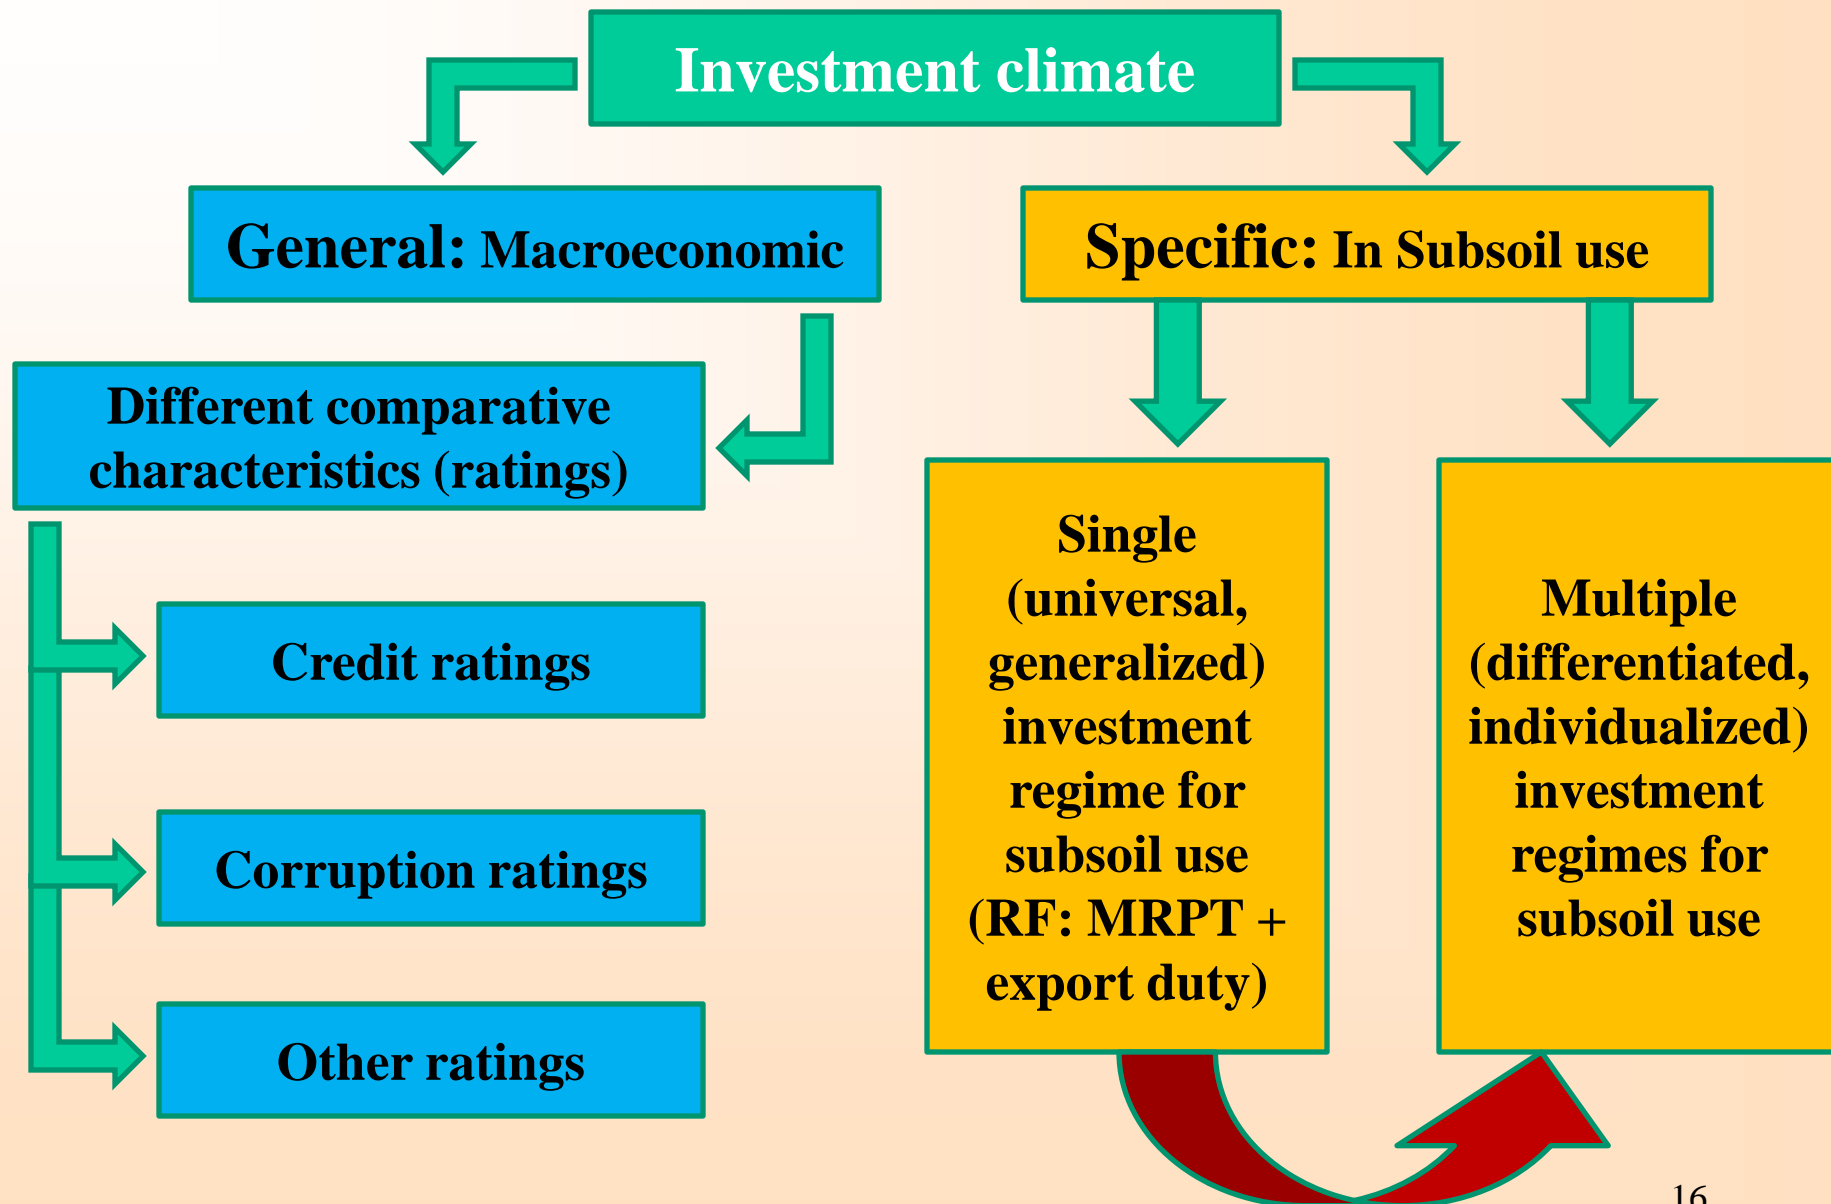 Investment climate
General: Macroeconomic
Specific: In Subsoil use
Different comparative
characteristics (ratings)
Credit ratings
Corruption ratings
Other ratings
Single
(universal,
generalized)
investment
regime for
subsoil use
(RF: MRPT +
export duty)
Multiple
(differentiated,
individualized)
investment
regimes for
subsoil use
16